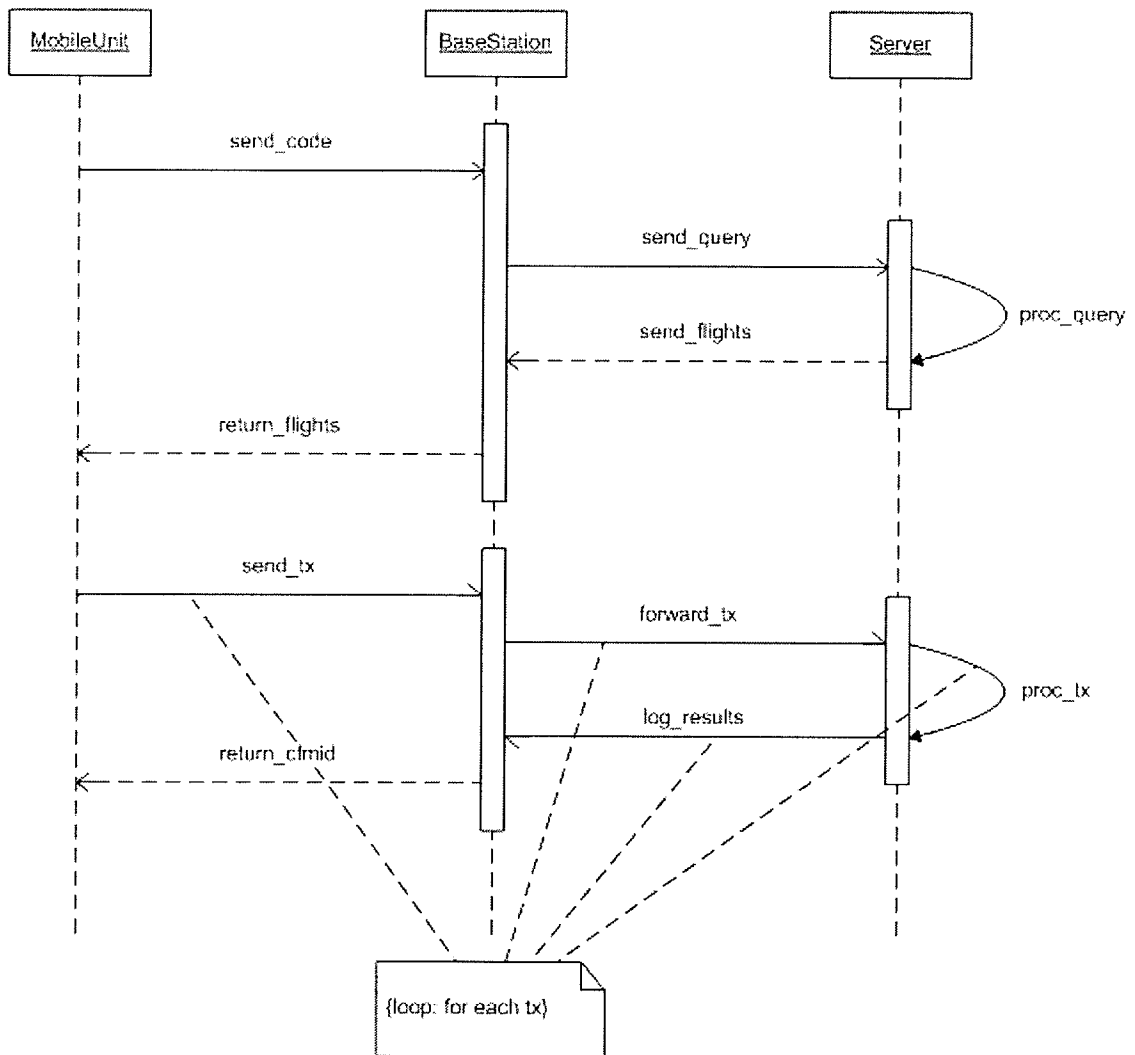 MobileUnit
BaseStation
Server
send_code
send_query
proc_query
send_flights
return_flights
send_tx
forward_tx
proc_tx
log_results
return_cfmid
{loop: for each tx}